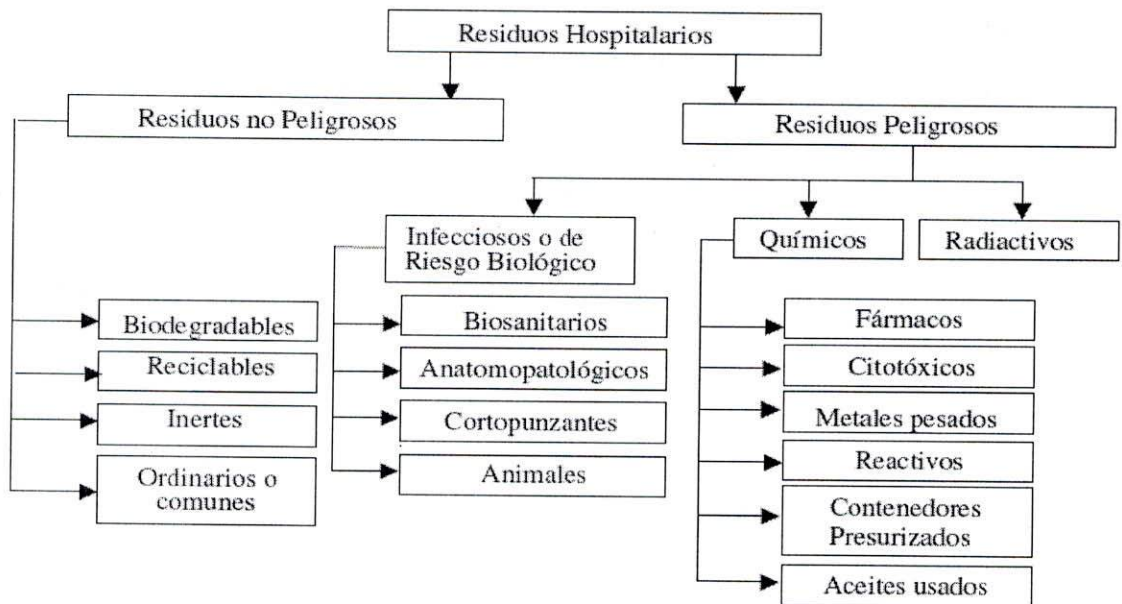 Residuos Hospitalarios
Residuos no Peligrosos
Residuos Peligrosos
Infecciosos o de
Riesgo Biológico
Químicos
Radiactivos
Biodegradables
Reciclables
Inertes
Ordinarios o
comunes
Biosanitarios
Anatomopatológicos
Cortopunzantes
Animales
Fármacos
Citotóxicos
Metales pesados
Reactivos
Contenedores
Presurizados
Aceites usados